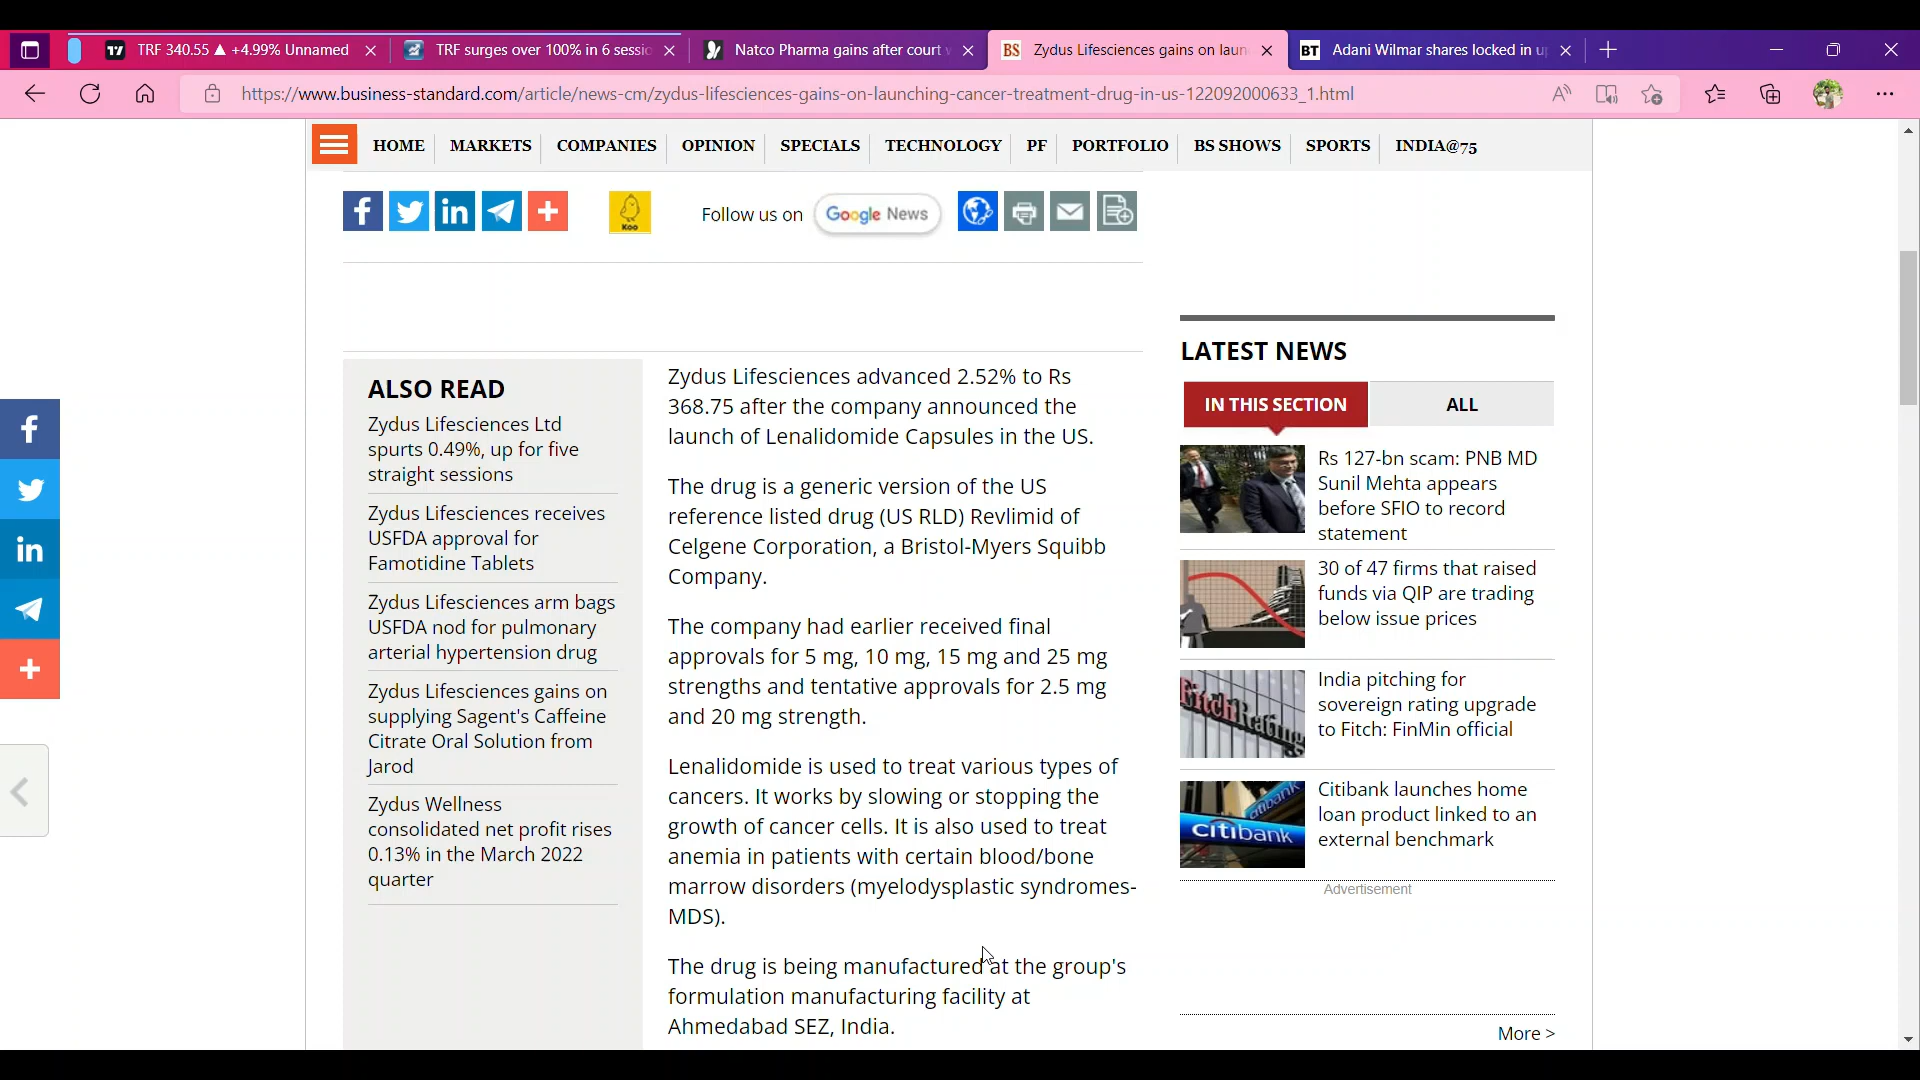 TRF 340.55 ▲ +4.99% Unnamed
TRF surges over 100% in 6 sessio
Natco Pharma gains after court
BS
Zydus Lifesciences gains on laun
BT
Adani Wilmar shares locked in u
https://www.business-standard.com/article/news-cm/zydus-lifesciences-gains-on-launching-cancer-treatment-drug-in-us-122092000633_1.html
HOME
MARKETS
COMPANIES
OPINION
SPECIALS
TECHNOLOGY
PF
PORTFOLIO
BS SHOWS
SPORTS
INDIA@75
Koo
Follow us on
Google News
ALSO READ
Zydus Lifesciences Ltd
spurts 0.49%, up for five
straight sessions
Zydus Lifesciences receives
USFDA approval for
Famotidine Tablets
Zydus Lifesciences arm bags
USFDA nod for pulmonary
arterial hypertension drug
Zydus Lifesciences gains on
supplying Sagent's Caffeine
Citrate Oral Solution from
Jarod
Zydus Wellness
consolidated net profit rises
0.13% in the March 2022
quarter
Zydus Lifesciences advanced 2.52% to Rs
368.75 after the company announced the
launch of Lenalidomide Capsules in the US.
The drug is a generic version of the US
reference listed drug (US RLD) Revlimid of
Celgene Corporation, a Bristol-Myers Squibb
Company.
The company had earlier received final
approvals for 5 mg, 10 mg, 15 mg and 25 mg
strengths and tentative approvals for 2.5 mg
and 20 mg strength.
Lenalidomide is used to treat various types of
cancers. It works by slowing or stopping the
growth of cancer cells. It is also used to treat
anemia in patients with certain blood/bone
marrow disorders (myelodysplastic syndromes-
MDS).
The drug is being manufactured at the group's
formulation manufacturing facility at
Ahmedabad SEZ, India.
LATEST NEWS
IN THIS SECTION
ALL
Rs 127-bn scam: PNB MD
Sunil Mehta appears
before SFIO to record
statement
30 of 47 firms that raised
funds via QIP are trading
below issue prices
FitchRating
India pitching for
sovereign rating upgrade
to Fitch: FinMin official
citibank
citibank
Citibank launches home
loan product linked to an
external benchmark
Advertisement
More >